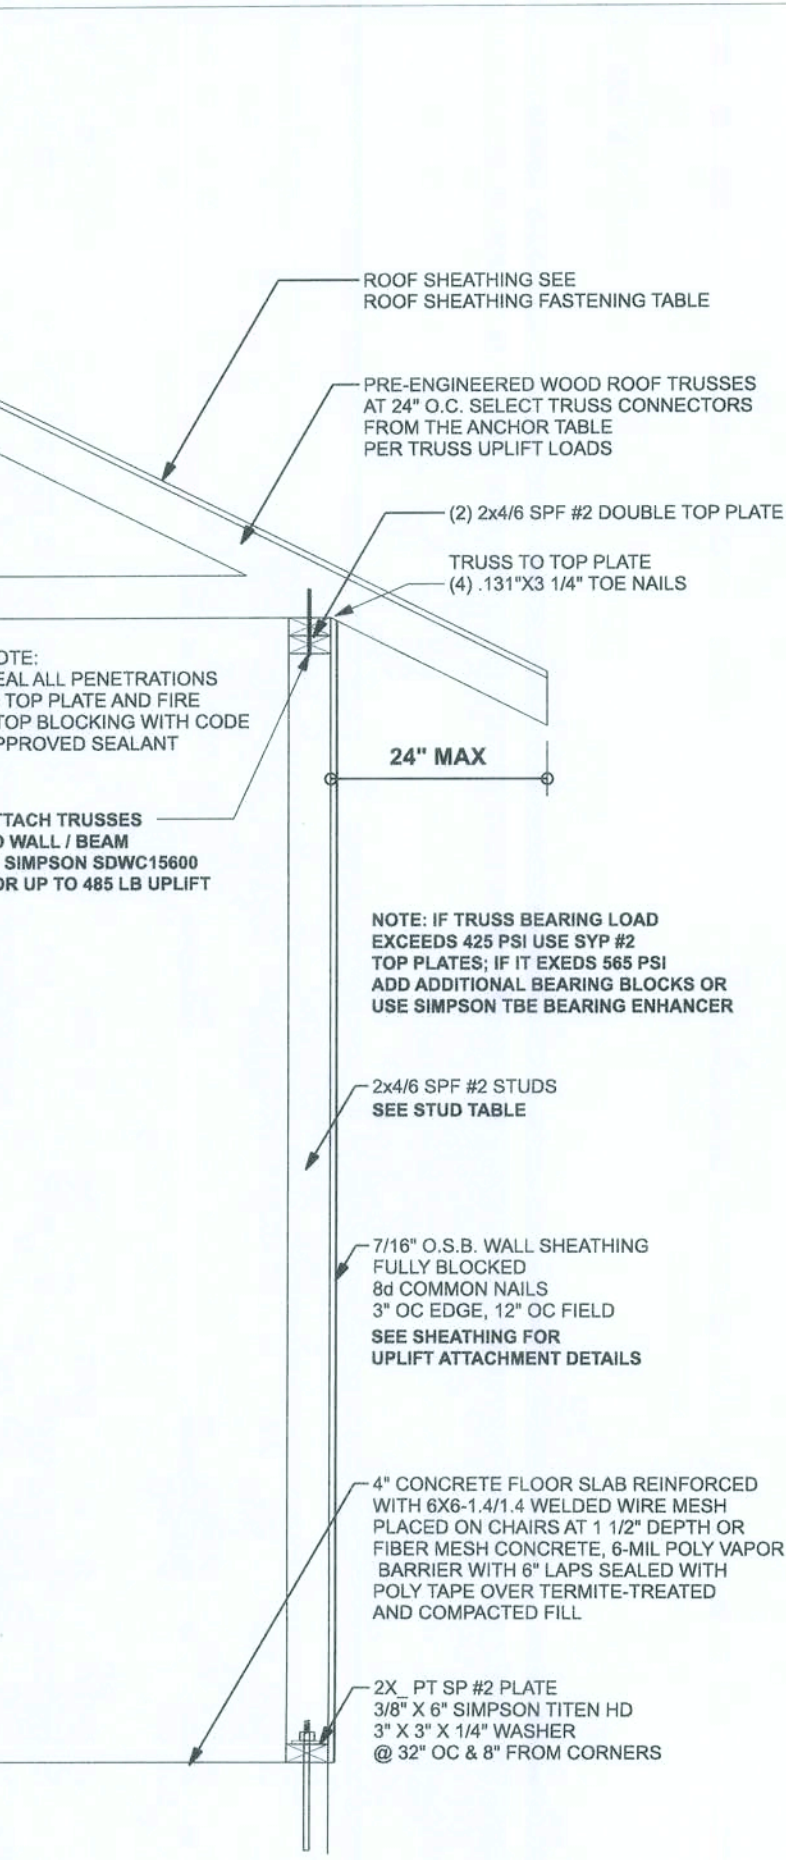 ROOF SHEATHING SEE
ROOF SHEATHING FASTENING TABLE
PRE-ENGINEERED WOOD ROOF TRUSSES
AT 24" O.C. SELECT TRUSS CONNECTORS
FROM THE ANCHOR TABLE
PER TRUSS UPLIFT LOADS
(2) 2x4/6 SPF #2 DOUBLE TOP PLATE
TRUSS TO TOP PLATE
(4) .131"X3 1/4" TOE NAILS
OTE:
EAL ALL PENETRATIONS
TOP PLATE AND FIRE
TOP BLOCKING WITH CODE
PPROVED SEALANT
24" MAX
TTACH TRUSSES
O WALL / BEAM
SIMPSON SDWC15600
OR UP TO 485 LB UPLIFT
NOTE: IF TRUSS BEARING LOAD
EXCEEDS 425 PSI USE SYP #2
TOP PLATES; IF IT EXEDS 565 PSI
ADD ADDITIONAL BEARING BLOCKS OR
USE SIMPSON TBE BEARING ENHANCER
2x4/6 SPF #2 STUDS
SEE STUD TABLE
7/16" O.S.B. WALL SHEATHING
FULLY BLOCKED
8d COMMON NAILS
3" OC EDGE, 12" OC FIELD
SEE SHEATHING FOR
UPLIFT ATTACHMENT DETAILS
4" CONCRETE FLOOR SLAB REINFORCED
WITH 6X6-1.4/1.4 WELDED WIRE MESH
PLACED ON CHAIRS AT 1 1/2" DEPTH OR
FIBER MESH CONCRETE, 6-MIL POLY VAPOR
BARRIER WITH 6" LAPS SEALED WITH
POLY TAPE OVER TERMITE-TREATED
AND COMPACTED FILL
2X_ PT SP #2 PLATE
3/8" X 6" SIMPSON TITEN HD
3" X 3" X 1/4" WASHER
@ 32" OC & 8" FROM CORNERS